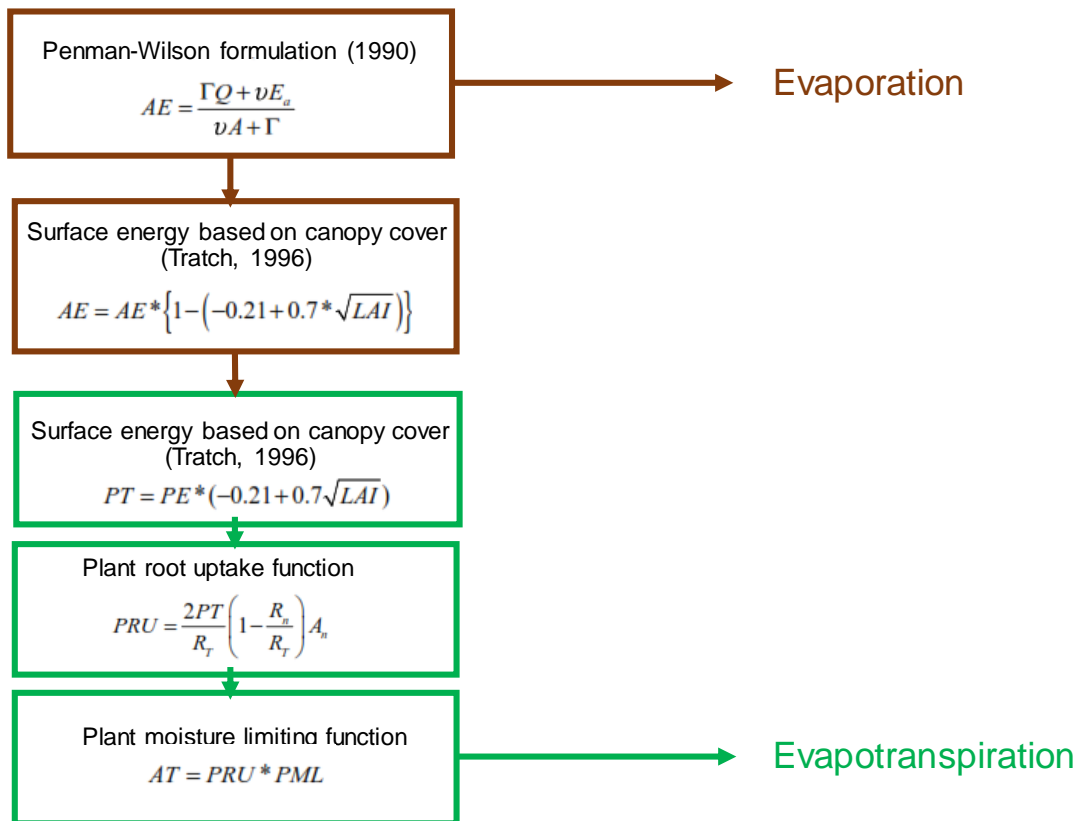 Penman-Wilson formulation (1990)
AE = \frac{ΓQ + υE_a}{υA + Γ}
Evaporation
Surface energy based on canopy cover
(Tratch, 1996)
AE = AE * {1 − (−0.21 + 0.7 * √LAI)}
Surface energy based on canopy cover
(Tratch, 1996)
PT = PE * (−0.21 + 0.7√LAI)
Plant root uptake function
PRU = \frac{2PT}{R_T} (1 − \frac{R_n}{R_T}) A_n
Plant moisture limiting function
AT = PRU * PML
Evapotranspiration